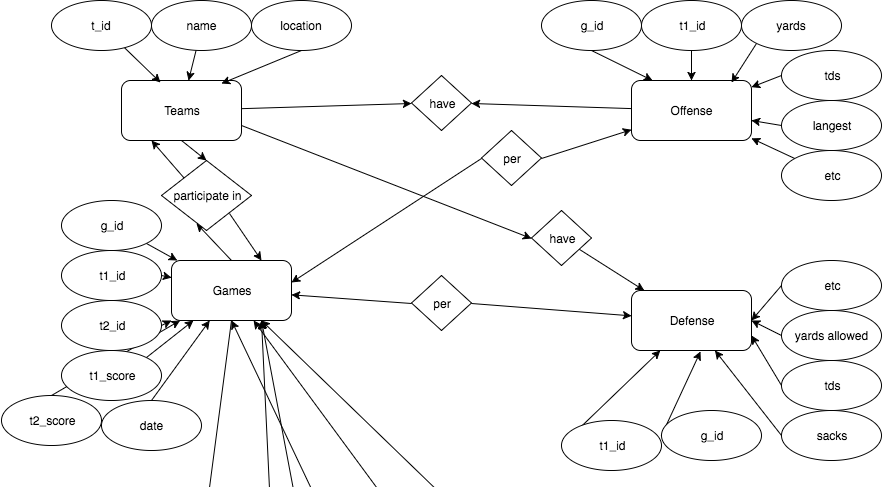 t_id
name
location
g_id
t1_id
yards
Teams
have
Offense
tds
langest
etc
per
participate in
g_id
have
t1_id
Games
etc
per
Defense
t2_id
yards allowed
t1_score
tds
t2_score
date
t1_id
g_id
sacks